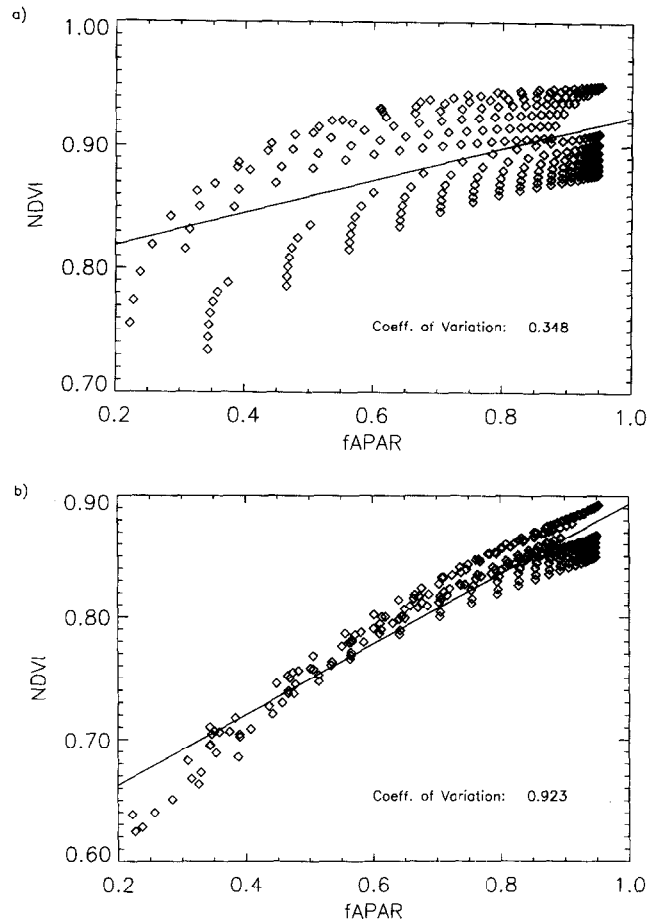 a)
1.00
0.90
0.80
0.70
NDVI
Coeff. of Variation: 0.348
0.2 0.4 0.6 0.8 1.0
fAPAR
b)
0.90
0.80
0.70
0.60
NDVI
Coeff. of Variation: 0.923
0.2 0.4 0.6 0.8 1.0
fAPAR